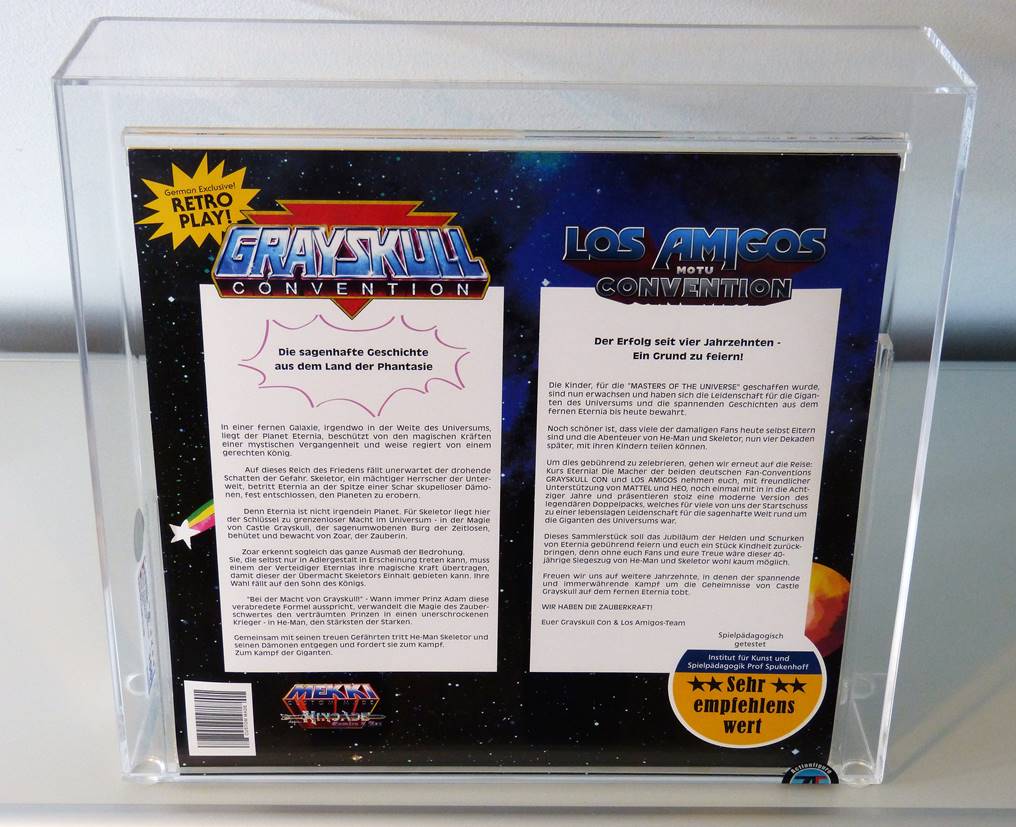 German Exclusive!
RETRO
PLAY!
GRAYSKULL
CONVENTION
Die sagenhafte Geschichte
aus dem Land der Phantasie
In einer fernen Galaxie, irgendwo in der Weite des Universums,
liegt der Planet Eternia, beschützt von den magischen Kräften
einer mystischen Vergangenheit und weise regiert von einem
gerechten König.
Auf dieses Reich des Friedens fällt unerwartet der drohende
Schatten der Gefahr. Skeletor, ein mächtiger Herrscher der Unter-
welt, betritt Eternia an der Spitze einer Schar skupelloser Dämo-
nen, fest entschlossen, den Planeten zu erobern.
Denn Eternia ist nicht irgendein Planet. Für Skeletor liegt hier
der Schlüssel zu grenzenloser Macht im Universum - in der Magie
von Castle Grayskull, der sagenumwobenen Burg der Zeitlosen,
behütet und bewacht von Zoar, der Zauberin.
Zoar erkennt sogleich das ganze Ausmaß der Bedrohung.
Sie, die selbst nur in Adlergestalt in Erscheinung treten kann, muss
einem der Verteidiger Eternias ihre magische Kraft übertragen,
damit dieser der Übermacht Skeletors Einhalt gebieten kann. Ihre
Wahl fällt auf den Sohn des Königs.
"Bei der Macht von Grayskull!" - Wann immer Prinz Adam diese
verabredete Formel ausspricht, verwandelt die Magie des Zauber-
schwertes den verträumten Prinzen in einen unerschrockenen
Krieger - in He-Man, den Stärksten der Starken.
Gemeinsam mit seinen treuen Gefährten tritt He-Man Skeletor und
seinen Dämonen entgegen und fordert sie zum Kampf.
Zum Kampf der Giganten.
MEKKI
CUSTOM MADE
NINJADE
CUSTOM MADE
LOS AMIGOS
MOTU
CONVENTION
Der Erfolg seit vier Jahrzehnten -
Ein Grund zu feiern!
Die Kinder, für die "MASTERS OF THE UNIVERSE" geschaffen wurde,
sind nun erwachsen und haben sich die Leidenschaft für die Gigan-
ten des Universums und die spannenden Geschichten aus dem
fernen Eternia bis heute bewahrt.
Noch schöner ist, dass viele der damaligen Fans heute selbst Eltern
sind und die Abenteuer von He-Man und Skeletor, nun vier Dekaden
später, mit ihren Kindern teilen können.
Um dies gebührend zu zelebrieren, gehen wir erneut auf die Reise:
Kurs Eternia! Die Macher der beiden deutschen Fan-Conventions
GRAYSKULL CON und LOS AMIGOS nehmen euch, mit freundlicher
Unterstützung von MATTEL und HEO, noch einmal mit in in die Acht-
ziger Jahre und präsentieren stolz eine moderne Version des
legendären Doppelpacks, welches für viele von uns der Startschuss
zu einer lebenslagen Leidenschaft für die sagenhafte Welt rund um
die Giganten des Universums war.
Dieses Sammlerstück soll das Jubiläum der Helden und Schurken
von Eternia gebührend feiern und euch ein Stück Kindheit zurück-
bringen, denn ohne euch Fans und eure Treue wäre dieser 40-
jährige Siegeszug von He-Man und Skeletor wohl kaum möglich.
Freuen wir uns auf weitere Jahrzehnte, in denen der spannende
und immerwährende Kampf um die Geheimnisse von Castle
Grayskull auf dem fernen Eternia tobt.
WIR HABEN DIE ZAUBERKRAFT!
Euer Grayskull Con & Los Amigos-Team
Spielpädagogisch
getestet
Institut für Kunst und
Spielpädagogik Prof Spukenhoff
Sehr
empfehlens
wert
Actionfigure